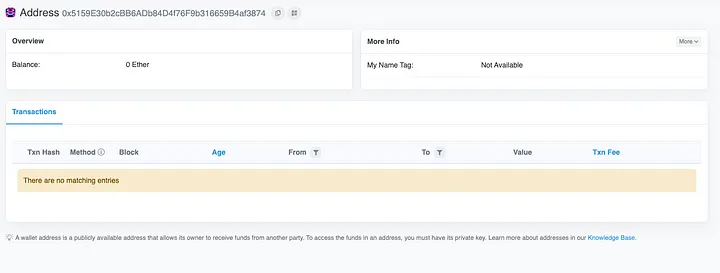 Address 0x5159E30b2cBB6ADb84D4f76F9b316659B4af3874
Overview
Balance: 0 Ether
More Info More
My Name Tag: Not Available
Transactions
Txn Hash Method Block Age From To Value Txn Fee
There are no matching entries
A wallet address is a publicly available address that allows its owner to receive funds from another party. To access the funds in an address, you must have its private key. Learn more about addresses in our Knowledge Base.